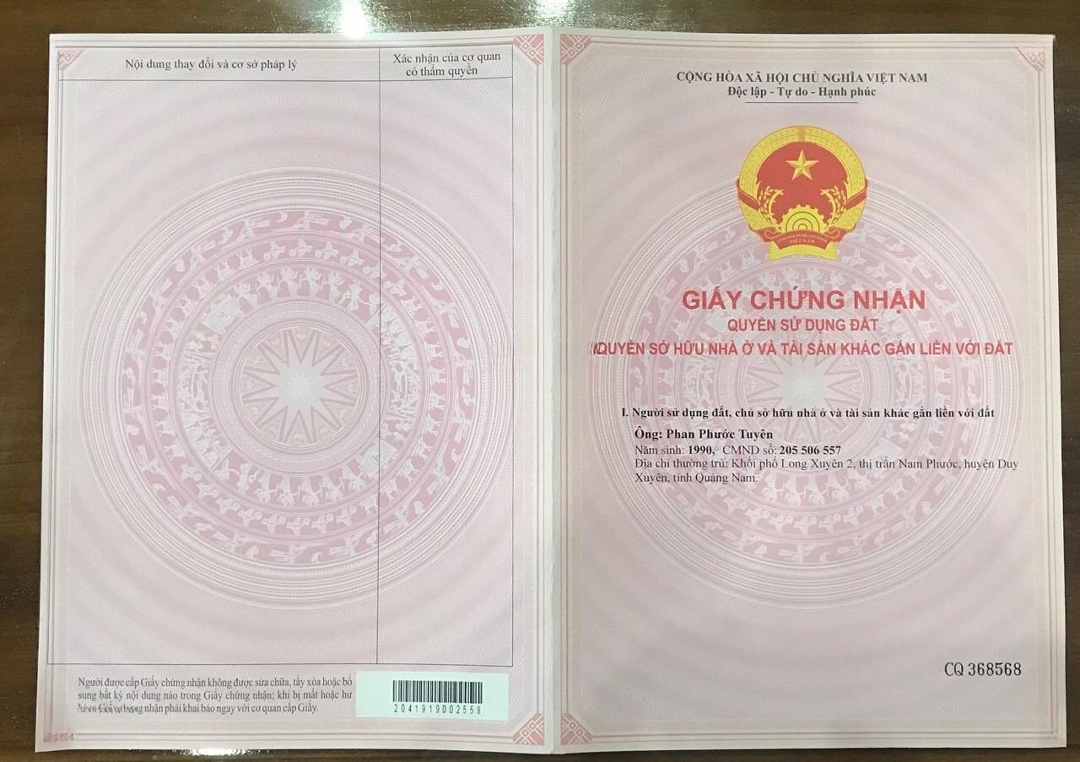 Nội dung thay đổi và cơ sở pháp lý
Xác nhận của cơ quan
có thẩm quyền
Người được cấp Giấy chứng nhận không được sửa chữa, tẩy xóa hoặc bổ
sung bất kỳ nội dung nào trong Giấy chứng nhận; khi bị mất hoặc hư
hỏng Giấy chứng nhận phải khai báo ngay với cơ quan cấp Giấy.
2041919002558
CỘNG HÒA XÃ HỘI CHỦ NGHĨA VIỆT NAM
Độc lập - Tự do - Hạnh phúc
VIỆT NAM
GIẤY CHỨNG NHẬN
QUYỀN SỬ DỤNG ĐẤT
QUYỀN SỞ HỮU NHÀ Ở VÀ TÀI SẢN KHÁC GẮN LIỀN VỚI ĐẤT
I. Người sử dụng đất, chủ sở hữu nhà ở và tài sản khác gắn liền với đất
Ông: Phan Phước Tuyên
Năm sinh: 1990, CMND số: 205 506 557
Địa chỉ thường trú: Khối phố Long Xuyên 2, thị trấn Nam Phước, huyện Duy
Xuyên, tỉnh Quảng Nam.
CQ 368568